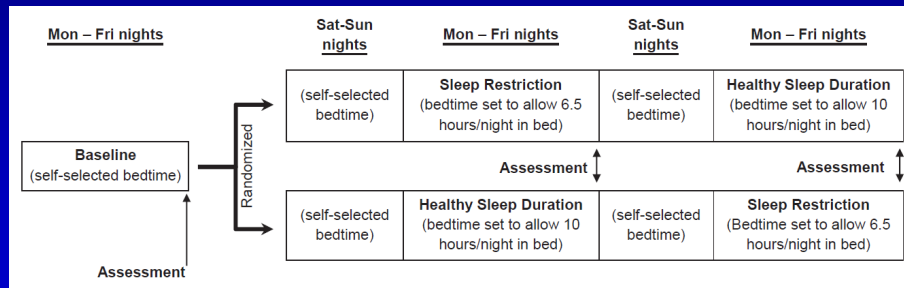 Mon – Fri nights
Sat-Sun
nights
Mon – Fri nights
Sat-Sun
nights
Mon – Fri nights
(self-selected
bedtime)
Sleep Restriction
(bedtime set to allow 6.5
hours/night in bed)
(self-selected
bedtime)
Healthy Sleep Duration
(bedtime set to allow 10
hours/night in bed)
Baseline
(self-selected bedtime)
Randomized
Assessment
Assessment
(self-selected
bedtime)
Healthy Sleep Duration
(bedtime set to allow 10
hours/night in bed)
(self-selected
bedtime)
Sleep Restriction
(Bedtime set to allow 6.5
hours/night in bed)
Assessment